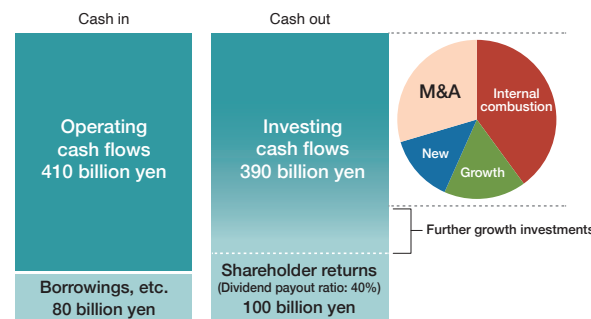 Cash in
Cash out
Operating
cash flows
410 billion yen
Borrowings, etc.
80 billion yen
Investing
cash flows
390 billion yen
Shareholder returns
(Dividend payout ratio: 40%)
100 billion yen
M&A
Internal
combustion
New
Growth
Further growth investments